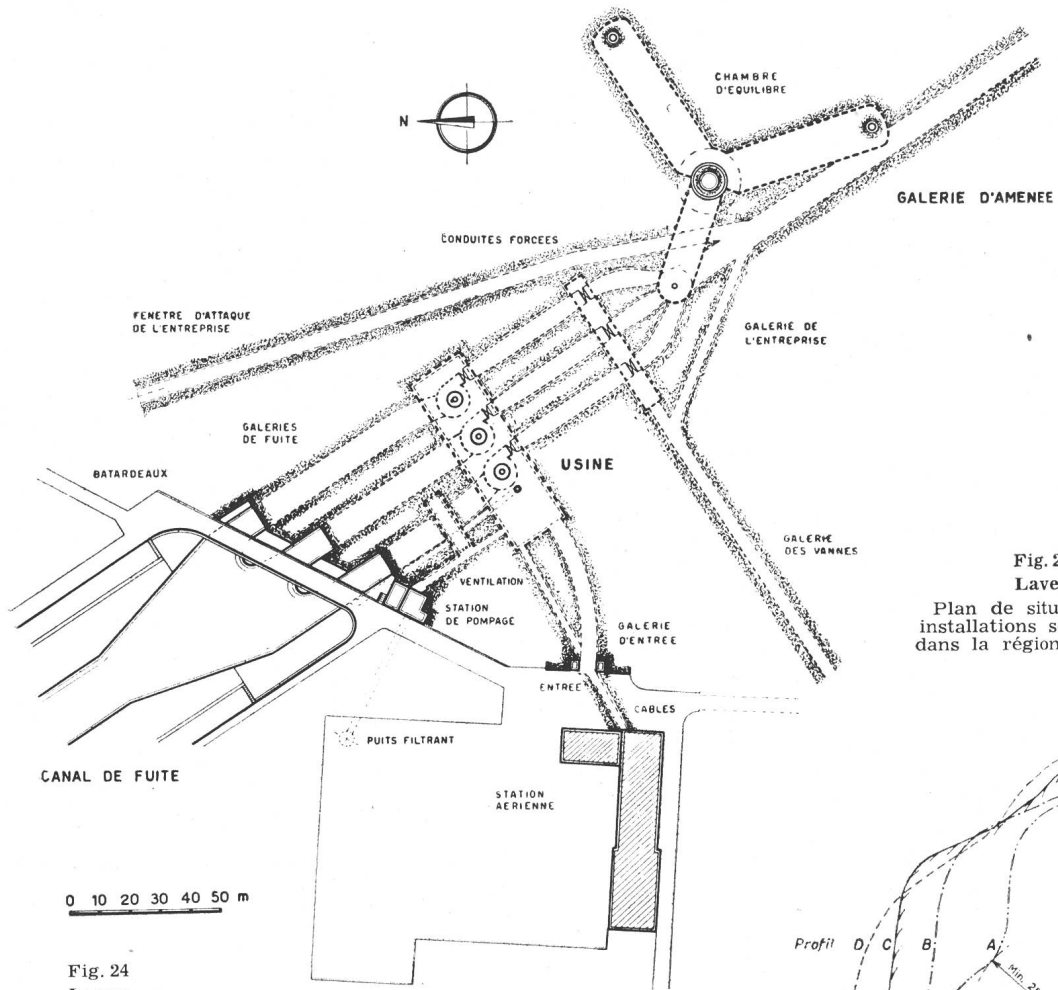 CHAMBRE
D'EQUILIBRE
N
GALERIE D'AMENEE
CONDUITES FORCEES
FENETRE D'ATTAQUE
DE L'ENTREPRISE
GALERIE DE
L'ENTREPRISE
GALERIES
DE FUITE
USINE
BATARDEAUX
GALERIE
DES VANNES
Fig. 2
Lave
Plan de situ
installations s
dans la région
VENTILATION
STATION
DE POMPAGE
GALERIE
D'ENTREE
ENTREE
CABLES
PUITS FILTRANT
CANAL DE FUITE
STATION
AERIENNE
0 10 20 30 40 50 m
Profil D C B A
Min. 2
Fig. 24